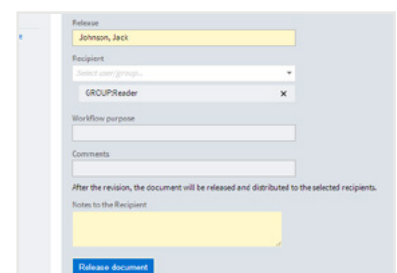 Release
Johnson, Jack
Recipient
Select user/group...
GROUP:Reader
Workflow purpose
Comments
After the revision, the document will be released and distributed to the selected recipients.
Notes to the Recipient
Release document